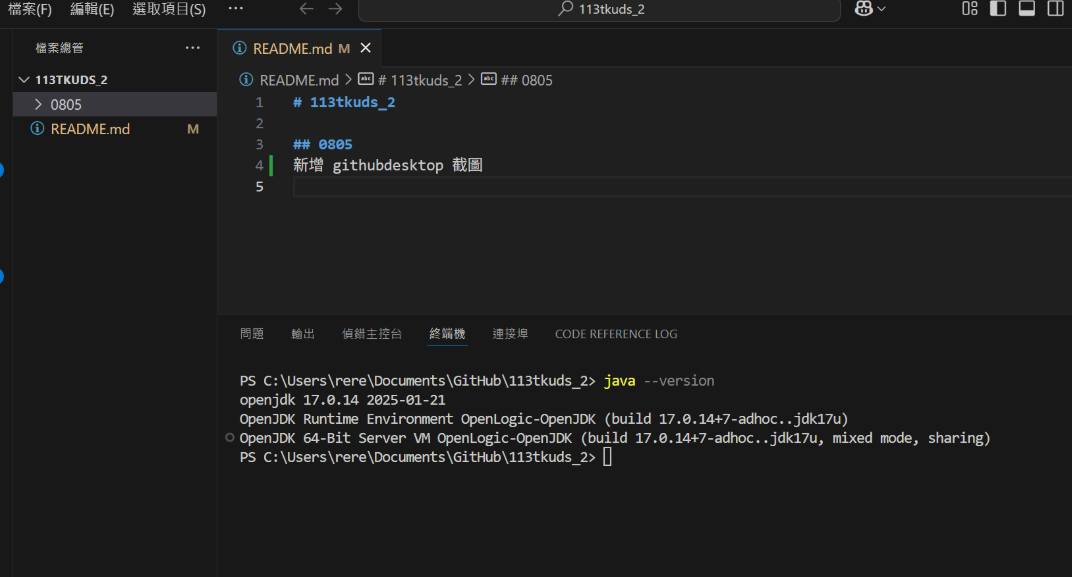 檔案(F) 編輯(E) 選取項目(S) ··· 113tkuds_2
檔案總管 ···
113TKUDS_2
0805
README.md M
README.md M
README.md > # 113tkuds_2 > ## 0805
1 # 113tkuds_2
2
3 ## 0805
4 新增 githubdesktop 截圖
5
問題 輸出 偵錯主控台 終端機 連接埠 CODE REFERENCE LOG
PS C:\Users\rere\Documents\GitHub\113tkuds_2> java --version
openjdk 17.0.14 2025-01-21
OpenJDK Runtime Environment OpenLogic-OpenJDK (build 17.0.14+7-adhoc..jdk17u)
OpenJDK 64-Bit Server VM OpenLogic-OpenJDK (build 17.0.14+7-adhoc..jdk17u, mixed mode, sharing)
PS C:\Users\rere\Documents\GitHub\113tkuds_2>